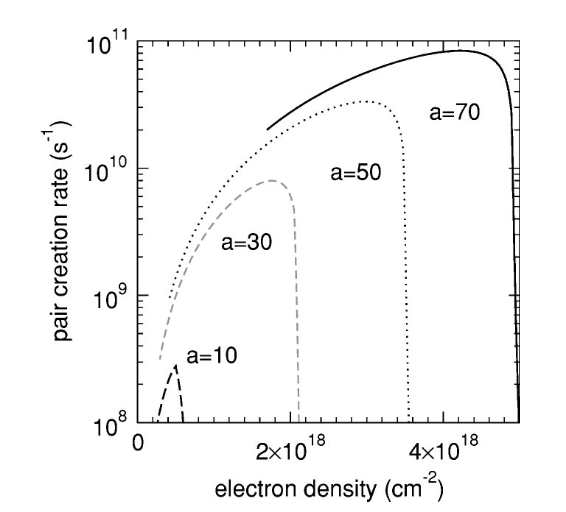 10¹¹
10¹⁰
10⁹
10⁸
pair creation rate (s⁻¹)
a=70
a=50
a=30
a=10
0
2×10¹⁸
4×10¹⁸
electron density (cm⁻²)